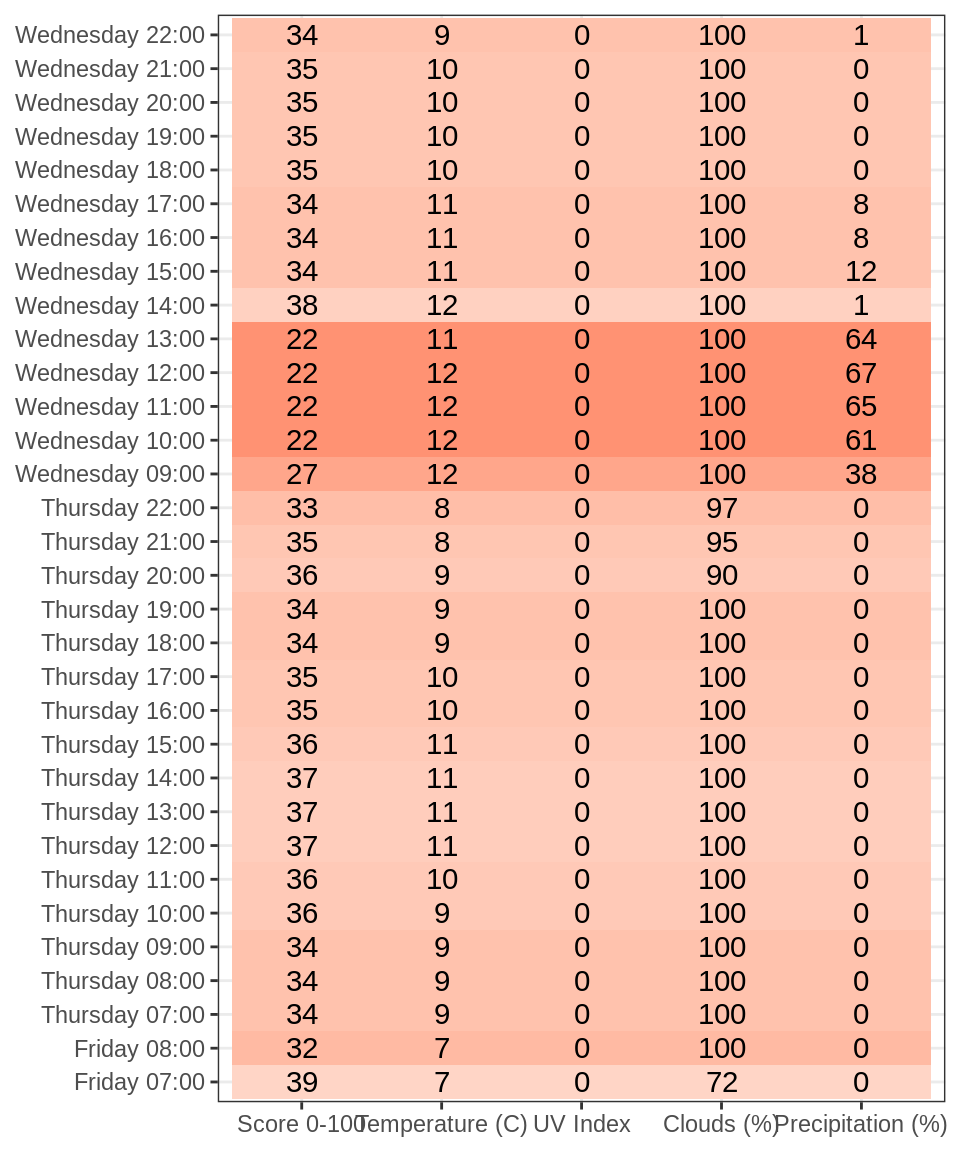 Wednesday 22:00 34 9 0 100 1
Wednesday 21:00 35 10 0 100 0
Wednesday 20:00 35 10 0 100 0
Wednesday 19:00 35 10 0 100 0
Wednesday 18:00 35 10 0 100 0
Wednesday 17:00 34 11 0 100 8
Wednesday 16:00 34 11 0 100 8
Wednesday 15:00 34 11 0 100 12
Wednesday 14:00 38 12 0 100 1
Wednesday 13:00 22 11 0 100 64
Wednesday 12:00 22 12 0 100 67
Wednesday 11:00 22 12 0 100 65
Wednesday 10:00 22 12 0 100 61
Wednesday 09:00 27 12 0 100 38
Thursday 22:00 33 8 0 97 0
Thursday 21:00 35 8 0 95 0
Thursday 20:00 36 9 0 90 0
Thursday 19:00 34 9 0 100 0
Thursday 18:00 34 9 0 100 0
Thursday 17:00 35 10 0 100 0
Thursday 16:00 35 10 0 100 0
Thursday 15:00 36 11 0 100 0
Thursday 14:00 37 11 0 100 0
Thursday 13:00 37 11 0 100 0
Thursday 12:00 37 11 0 100 0
Thursday 11:00 36 10 0 100 0
Thursday 10:00 36 9 0 100 0
Thursday 09:00 34 9 0 100 0
Thursday 08:00 34 9 0 100 0
Thursday 07:00 34 9 0 100 0
Friday 08:00 32 7 0 100 0
Friday 07:00 39 7 0 72 0
Score 0-100 Temperature (C) UV Index Clouds (%) Precipitation (%)